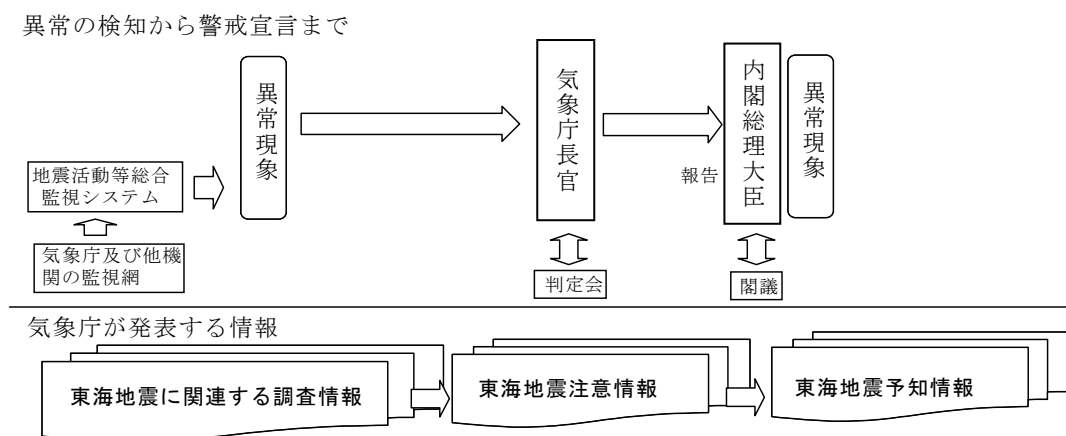 異常の検知から警戒宣言まで
地震活動等総合
監視システム
気象庁及び他機
関の監視網
異常現象
気象庁長官
判定会
報告
内閣総理大臣
閣議
異常現象
気象庁が発表する情報
東海地震に関連する調査情報
東海地震注意情報
東海地震予知情報